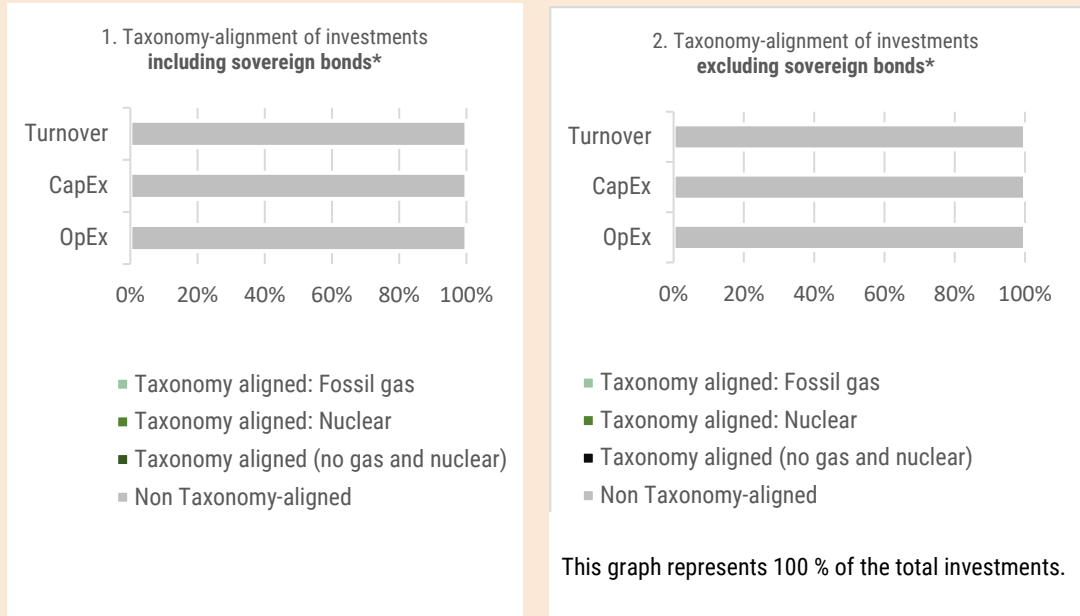 1. Taxonomy-alignment of investments
including sovereign bonds*
Turnover
CapEx
OpEx
0% 20% 40% 60% 80% 100%
Taxonomy aligned: Fossil gas
Taxonomy aligned: Nuclear
Taxonomy aligned (no gas and nuclear)
Non Taxonomy-aligned
2. Taxonomy-alignment of investments
excluding sovereign bonds*
Turnover
CapEx
OpEx
0% 20% 40% 60% 80% 100%
Taxonomy aligned: Fossil gas
Taxonomy aligned: Nuclear
Taxonomy aligned (no gas and nuclear)
Non Taxonomy-aligned
This graph represents 100 % of the total investments.